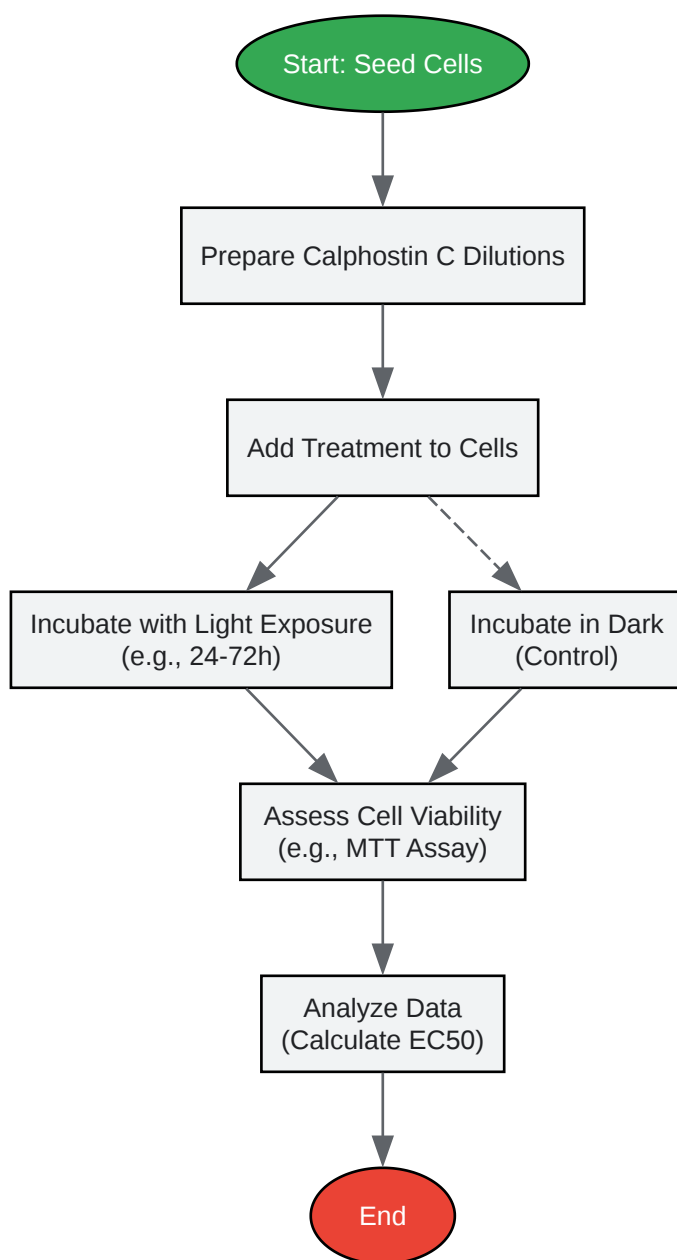 Start: Seed Cells
Prepare Calphostin C Dilutions
Add Treatment to Cells
Incubate with Light Exposure
(e.g., 24-72h)
Incubate in Dark
(Control)
Assess Cell Viability
(e.g., MTT Assay)
Analyze Data
(Calculate EC50)
End